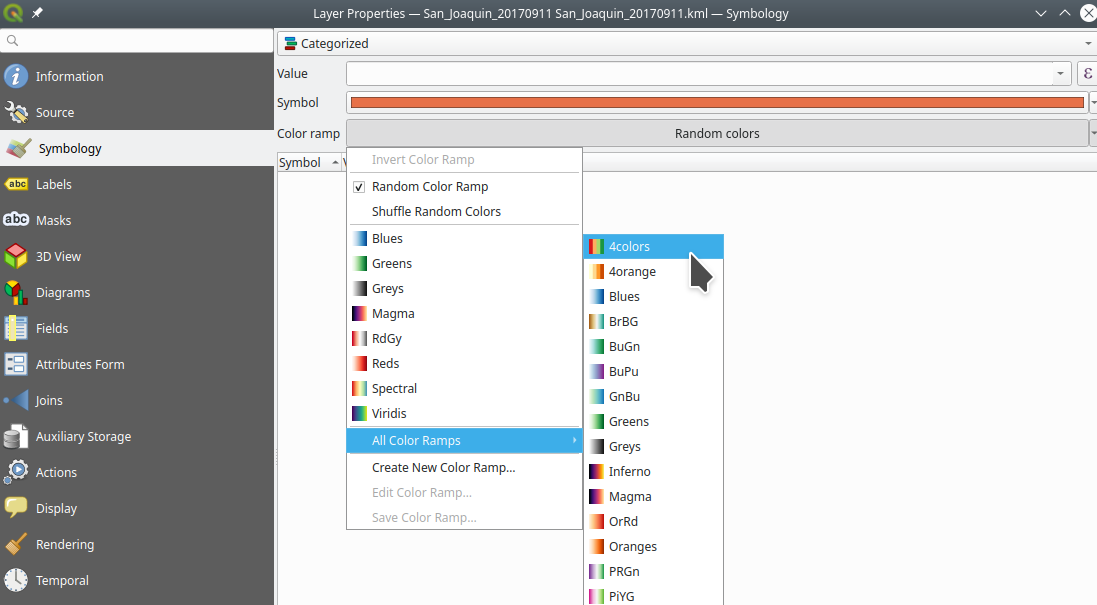 Layer Properties — San_Joaquin_20170911 San_Joaquin_20170911.kml — Symbology
Information
Source
Symbology
abc Labels
abc Masks
3D View
Diagrams
Fields
Attributes Form
Joins
Auxiliary Storage
Actions
Display
Rendering
Temporal
Categorized
Value
ε
Symbol
Color ramp
Random colors
Symbol
Invert Color Ramp
Random Color Ramp
Shuffle Random Colors
Blues
Greens
Greys
Magma
RdGy
Reds
Spectral
Viridis
All Color Ramps
Create New Color Ramp...
Edit Color Ramp...
Save Color Ramp...
4colors
4orange
Blues
BrBG
BuGn
BuPu
GnBu
Greens
Greys
Inferno
Magma
OrRd
Oranges
PRGn
PiYG